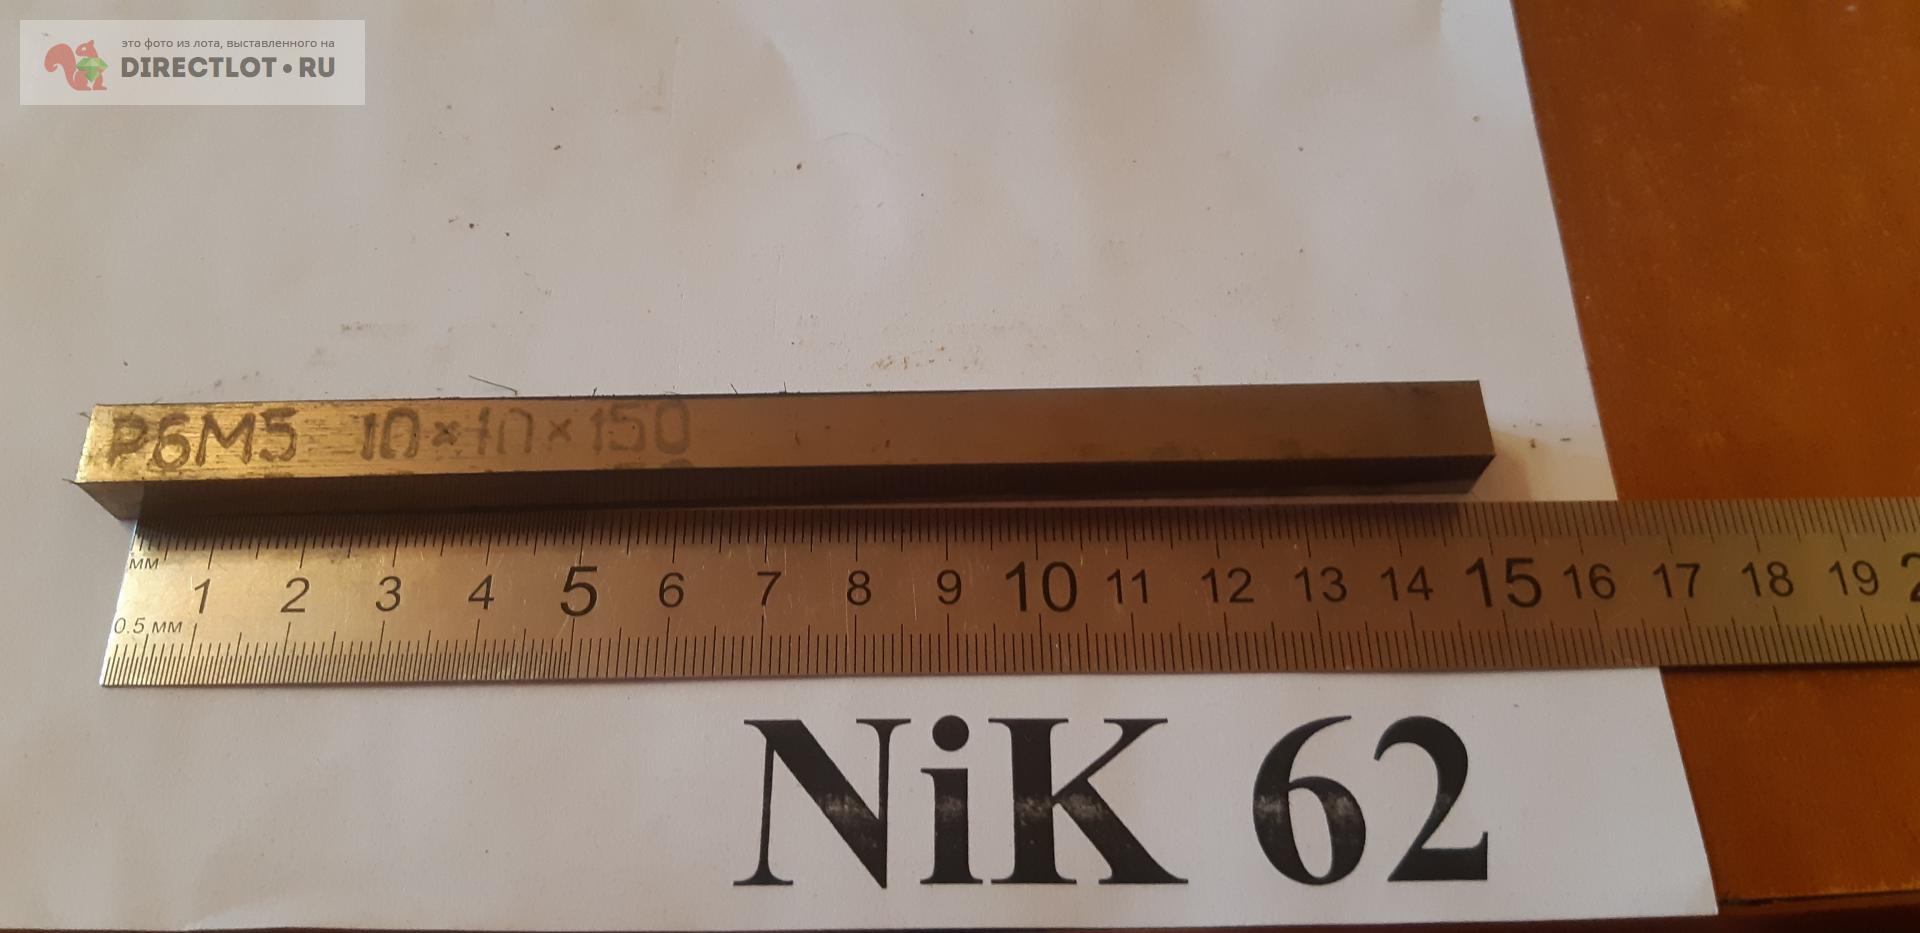 это фото из лота, выставленного на
DIRECTLOT•RU
Р6М5 10×10×150
мм
1 2 3 4 5 6 7 8 9 10 11 12 13 14 15 16 17 18 19
0.5 мм
NiK 62